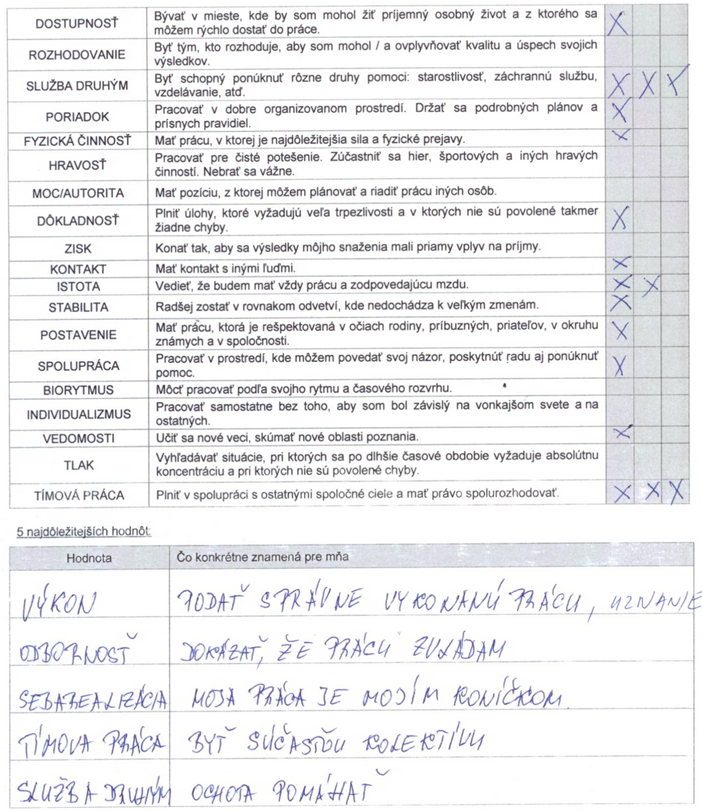 DOSTUPNOSŤ Bývať v mieste, kde by som mohol žiť príjemný osobný život a z ktorého sa
môžem rýchlo dostať do práce. X
ROZHODOVANIE Byť tým, kto rozhoduje, aby som mohol / a ovplyvňovať kvalitu a úspech svojich
výsledkov.
SLUŽBA DRUHÝM Byť schopný ponúknuť rôzne druhy pomoci: starostlivosť, záchrannú službu,
vzdelávanie, atď. X X X
PORIADOK Pracovať v dobre organizovanom prostredí. Držať sa podrobných plánov a
prísnych pravidiel. X
FYZICKÁ ČINNOSŤ Mať prácu, v ktorej je najdôležitejšia sila a fyzické prejavy. X
HRAVOSŤ Pracovať pre čisté potešenie. Zúčastniť sa hier, športových a iných hravých
činností. Nebrať sa vážne.
MOC/AUTORITA Mať pozíciu, z ktorej môžem plánovať a riadiť prácu iných osôb.
DÔKLADNOSŤ Plniť úlohy, ktoré vyžadujú veľa trpezlivosti a v ktorých nie sú povolené takmer
žiadne chyby. X
ZISK Konať tak, aby sa výsledky môjho snaženia mali priamy vplyv na príjmy.
KONTAKT Mať kontakt s inými ľuďmi. X
ISTOTA Vedieť, že budem mať vždy prácu a zodpovedajúcu mzdu. X X
STABILITA Radšej zostať v rovnakom odvetví, kde nedochádza k veľkým zmenám. X
POSTAVENIE Mať prácu, ktorá je rešpektovaná v očiach rodiny, príbuzných, priateľov, v okruhu
známych a v spoločnosti. X
SPOLUPRÁCA Pracovať v prostredí, kde môžem povedať svoj názor, poskytnúť radu aj ponúknuť
pomoc. X
BIORYTMUS Môcť pracovať podľa svojho rytmu a časového rozvrhu.
INDIVIDUALIZMUS Pracovať samostatne bez toho, aby som bol závislý na vonkajšom svete a na
ostatných.
VEDOMOSTI Učiť sa nové veci, skúmať nové oblasti poznania. X
TLAK Vyhľadávať situácie, pri ktorých sa po dlhšie časové obdobie vyžaduje absolútnu
koncentráciu a pri ktorých nie sú povolené chyby.
TÍMOVÁ PRÁCA Plniť v spolupráci s ostatnými spoločné ciele a mať právo spolurozhodovať. X X X
5 najdôležitejších hodnôt:
Hodnota Čo konkrétne znamená pre mňa
VÝKON PODAŤ SPRÁVNE VYKONANÚ PRÁCU, UZNANIE
ODBORNOSŤ DOKÁZAŤ, ŽE PRÁCU ZVLÁDAM
SEBAREALIZÁCIA MOJA PRÁCA JE MOJÍM KONÍČKOM.
TÍMOVA PRÁCA BYŤ SÚČASŤOU KOLEKTÍVU
SLUŽBA DRUHÝM OCHOTA POMÁHAŤ